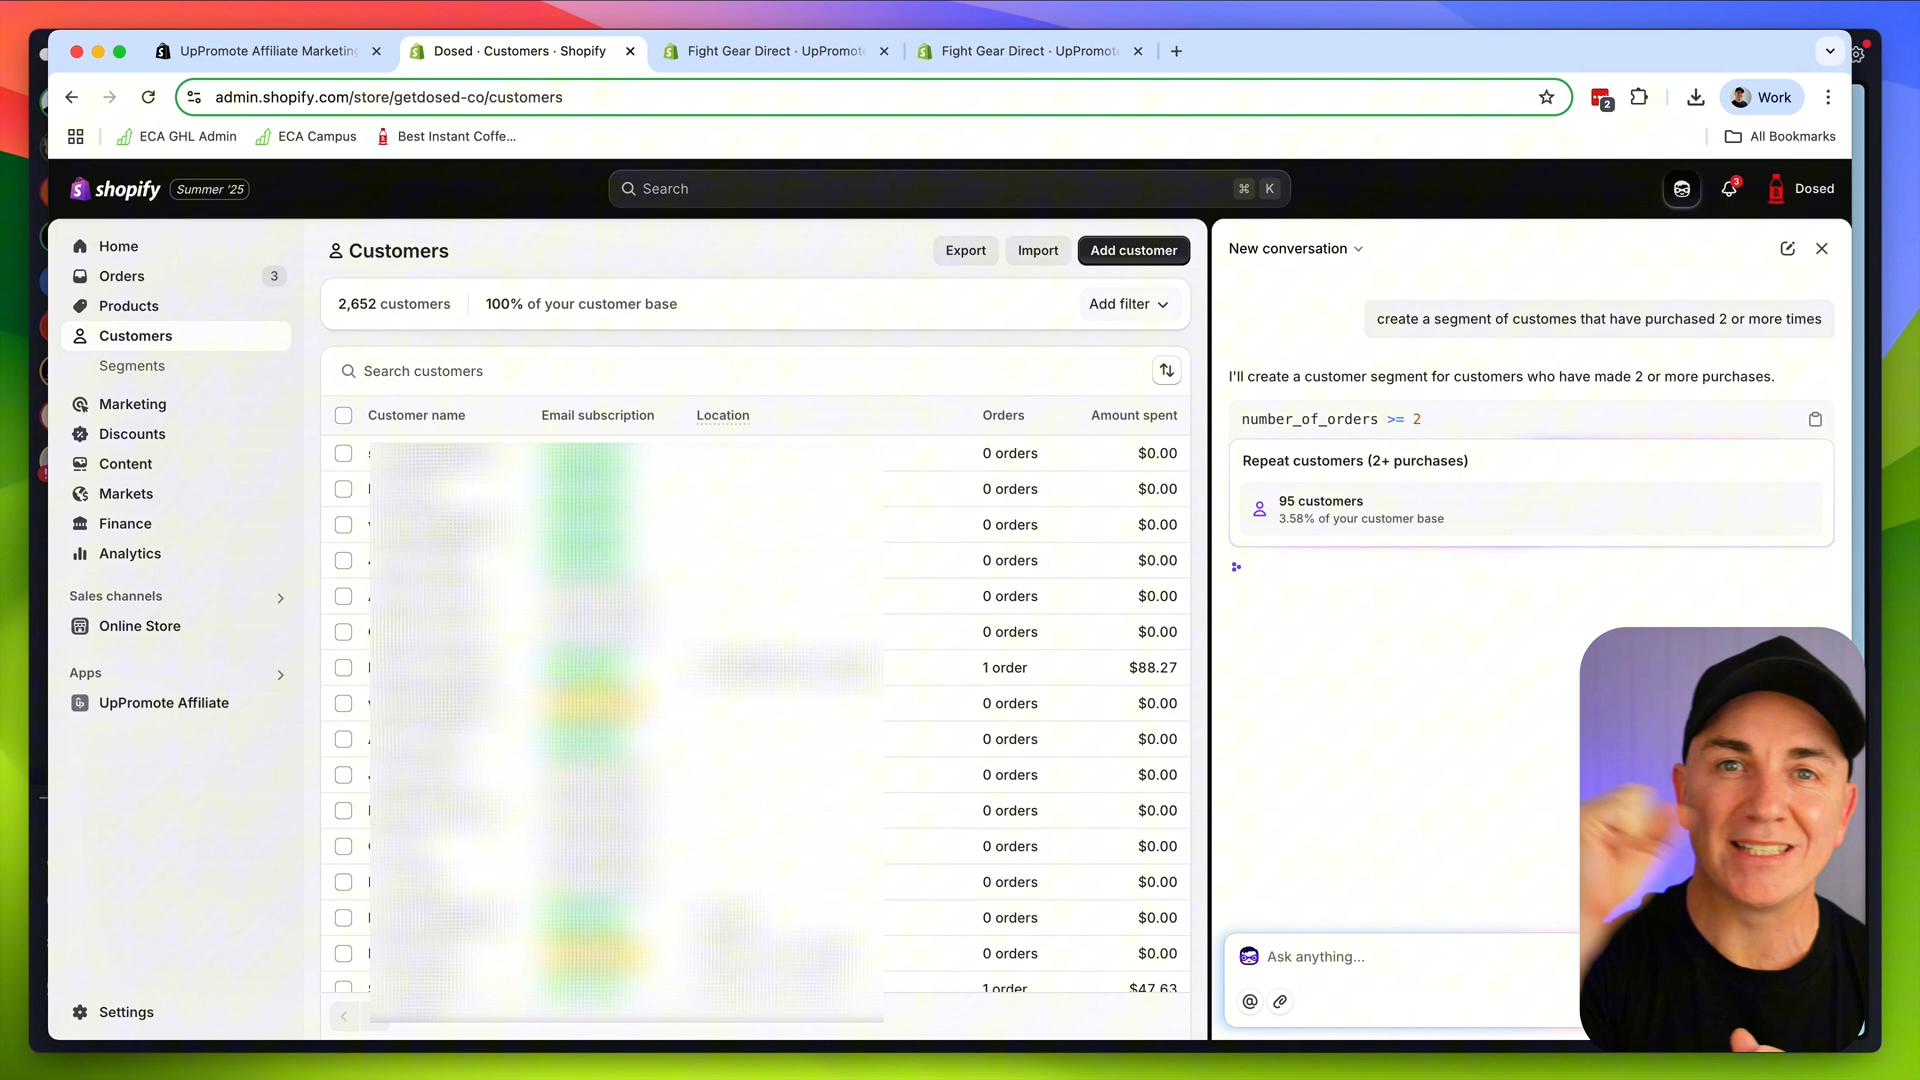 UpPromote Affiliate Marketing
Dosed · Customers · Shopify
Fight Gear Direct · UpPromote
Fight Gear Direct · UpPromote
admin.shopify.com/store/getdosed-co/customers
2
Work
ECA GHL Admin
ECA Campus
Best Instant Coffe...
All Bookmarks
shopify
Summer '25
Search
⌘ K
3
Dosed
Home
Orders
3
Products
Customers
Segments
Marketing
Discounts
Content
Markets
Finance
Analytics
Sales channels
Online Store
Apps
UpPromote Affiliate
Settings
Customers
Export
Import
Add customer
2,652 customers
100% of your customer base
Add filter
Search customers
Customer name Email subscription Location Orders Amount spent
0 orders $0.00
0 orders $0.00
0 orders $0.00
0 orders $0.00
0 orders $0.00
0 orders $0.00
1 order $88.27
0 orders $0.00
0 orders $0.00
0 orders $0.00
0 orders $0.00
0 orders $0.00
0 orders $0.00
0 orders $0.00
0 orders $0.00
1 order $47.63
New conversation
create a segment of customes that have purchased 2 or more times
I'll create a customer segment for customers who have made 2 or more purchases.
number_of_orders >= 2
Repeat customers (2+ purchases)
95 customers
3.58% of your customer base
Ask anything...